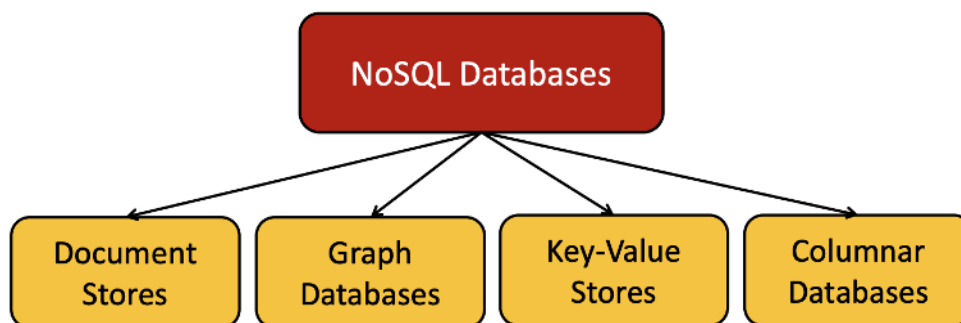 NoSQL Databases
Document
Stores
Graph
Databases
Key-Value
Stores
Columnar
Databases